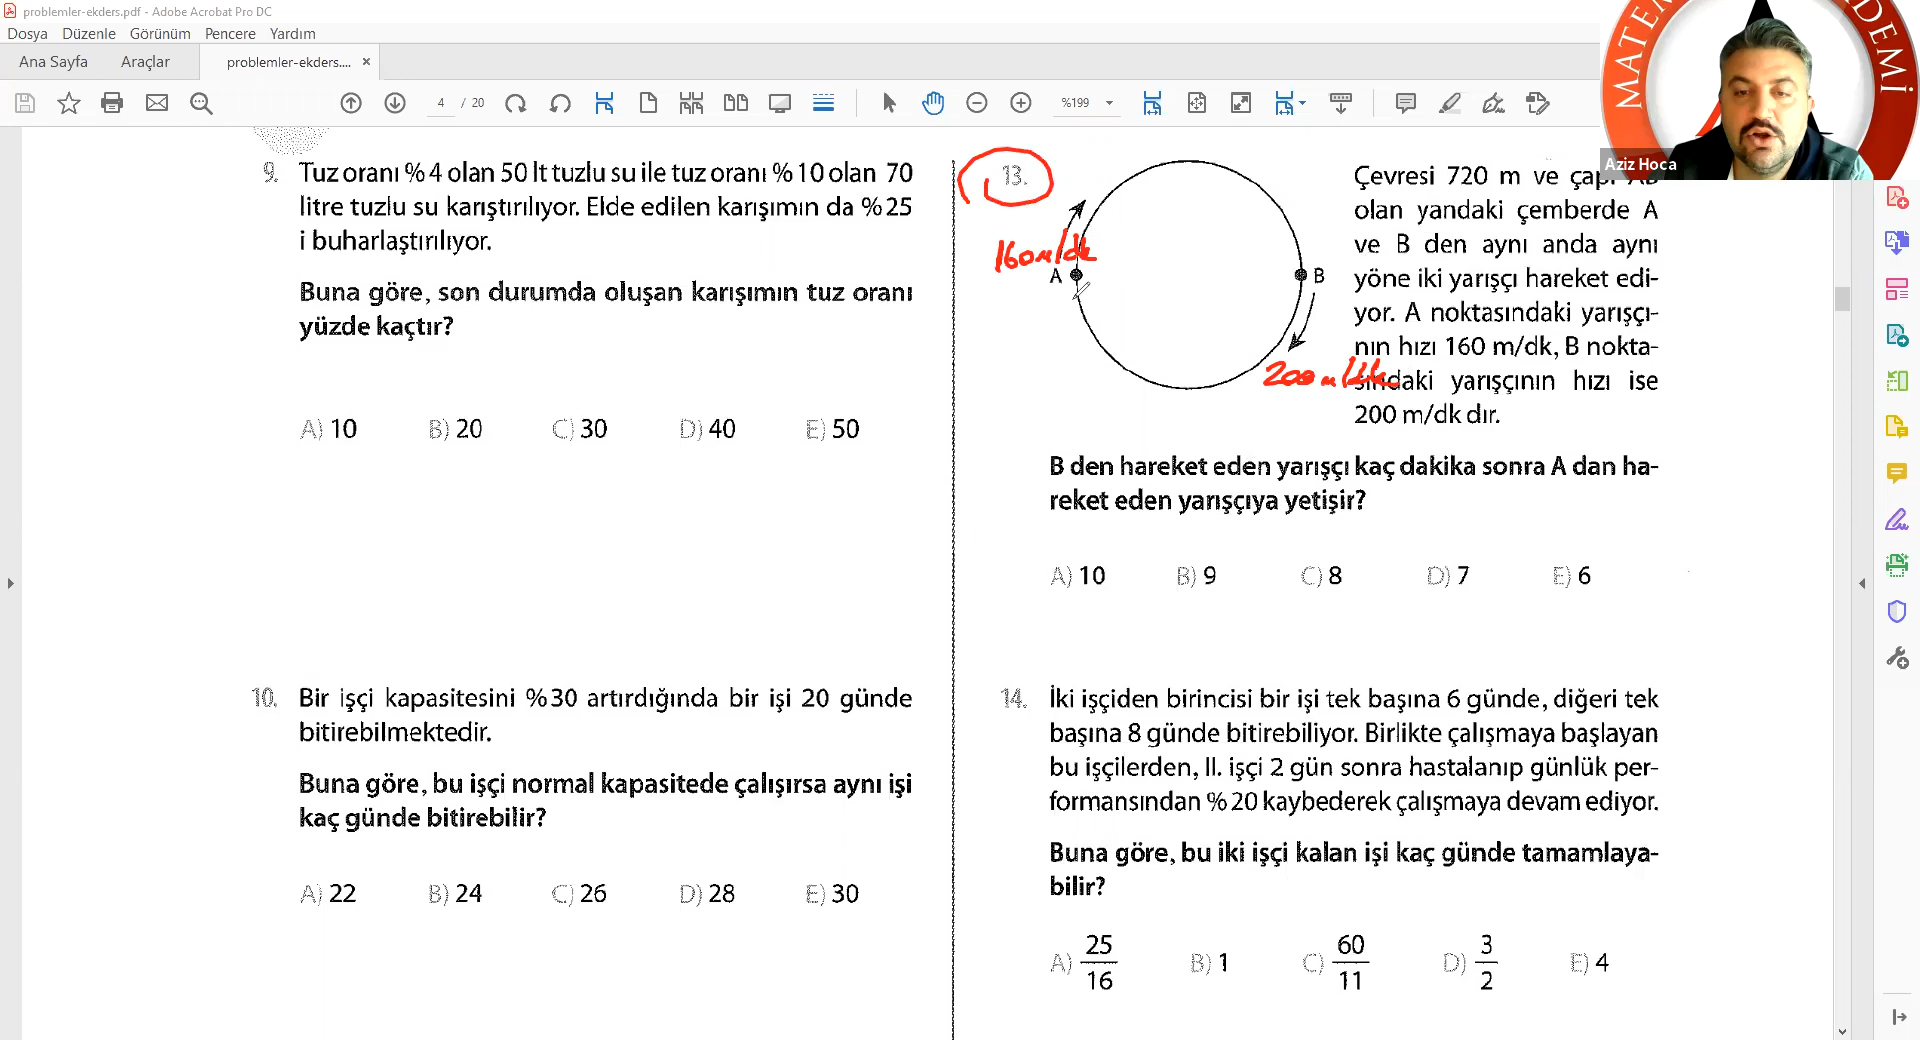 problemler-ekders.pdf - Adobe Acrobat Pro DC
Dosya Düzenle Görünüm Pencere Yardım
Ana Sayfa Araçlar problemler-ekders.... ×
4 / 20 %199
Aziz Hoca
9. Tuz oranı %4 olan 50 lt tuzlu su ile tuz oranı %10 olan 70
litre tuzlu su karıştırılıyor. Elde edilen karışımın da %25
i buharlaştırılıyor.
Buna göre, son durumda oluşan karışımın tuz oranı
yüzde kaçtır?
A) 10 B) 20 C) 30 D) 40 E) 50
10. Bir işçi kapasitesini %30 artırdığında bir işi 20 günde
bitirebilmektedir.
Buna göre, bu işçi normal kapasitede çalışırsa aynı işi
kaç günde bitirebilir?
A) 22 B) 24 C) 26 D) 28 E) 30
13.
160m/dk
A
B
200m/dk
Çevresi 720 m ve çapı AB
olan yandaki çemberde A
ve B den aynı anda aynı
yöne iki yarışçı hareket edi-
yor. A noktasındaki yarışçı-
nın hızı 160 m/dk, B nokta-
sındaki yarışçının hızı ise
200 m/dk dır.
B den hareket eden yarışçı kaç dakika sonra A dan ha-
reket eden yarışçıya yetişir?
A) 10 B) 9 C) 8 D) 7 E) 6
14. İki işçiden birincisi bir işi tek başına 6 günde, diğeri tek
başına 8 günde bitirebiliyor. Birlikte çalışmaya başlayan
bu işçilerden, II. işçi 2 gün sonra hastalanıp günlük per-
formansından %20 kaybederek çalışmaya devam ediyor.
Buna göre, bu iki işçi kalan işi kaç günde tamamlaya-
bilir?
A) 25/16 B) 1 C) 60/11 D) 3/2 E) 4